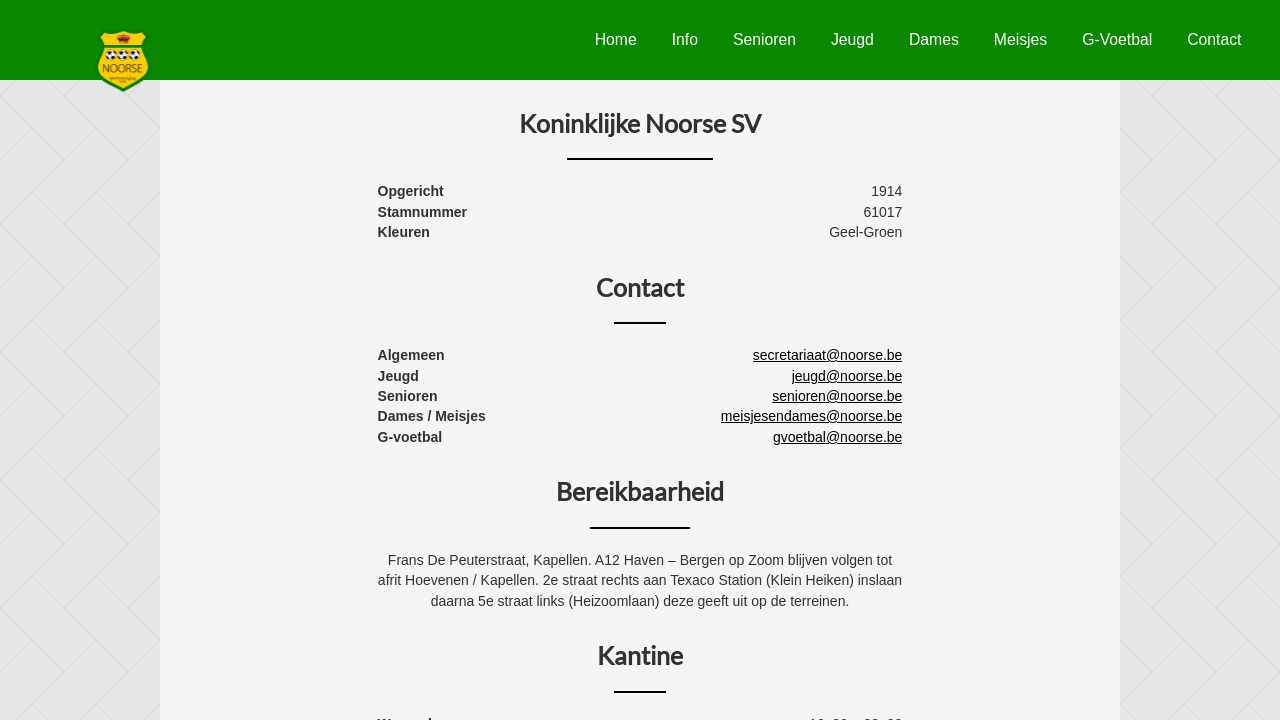 NOORSE
Home Info Senioren Jeugd Dames Meisjes G-Voetbal Contact
Koninklijke Noorse SV
Opgericht 1914
Stamnummer 61017
Kleuren Geel-Groen
Contact
Algemeen secretariaat@noorse.be
Jeugd jeugd@noorse.be
Senioren senioren@noorse.be
Dames / Meisjes meisjesendames@noorse.be
G-voetbal gvoetbal@noorse.be
Bereikbaarheid
Frans De Peuterstraat, Kapellen. A12 Haven – Bergen op Zoom blijven volgen tot
afrit Hoevenen / Kapellen. 2e straat rechts aan Texaco Station (Klein Heiken) inslaan
daarna 5e straat links (Heizoomlaan) deze geeft uit op de terreinen.
Kantine